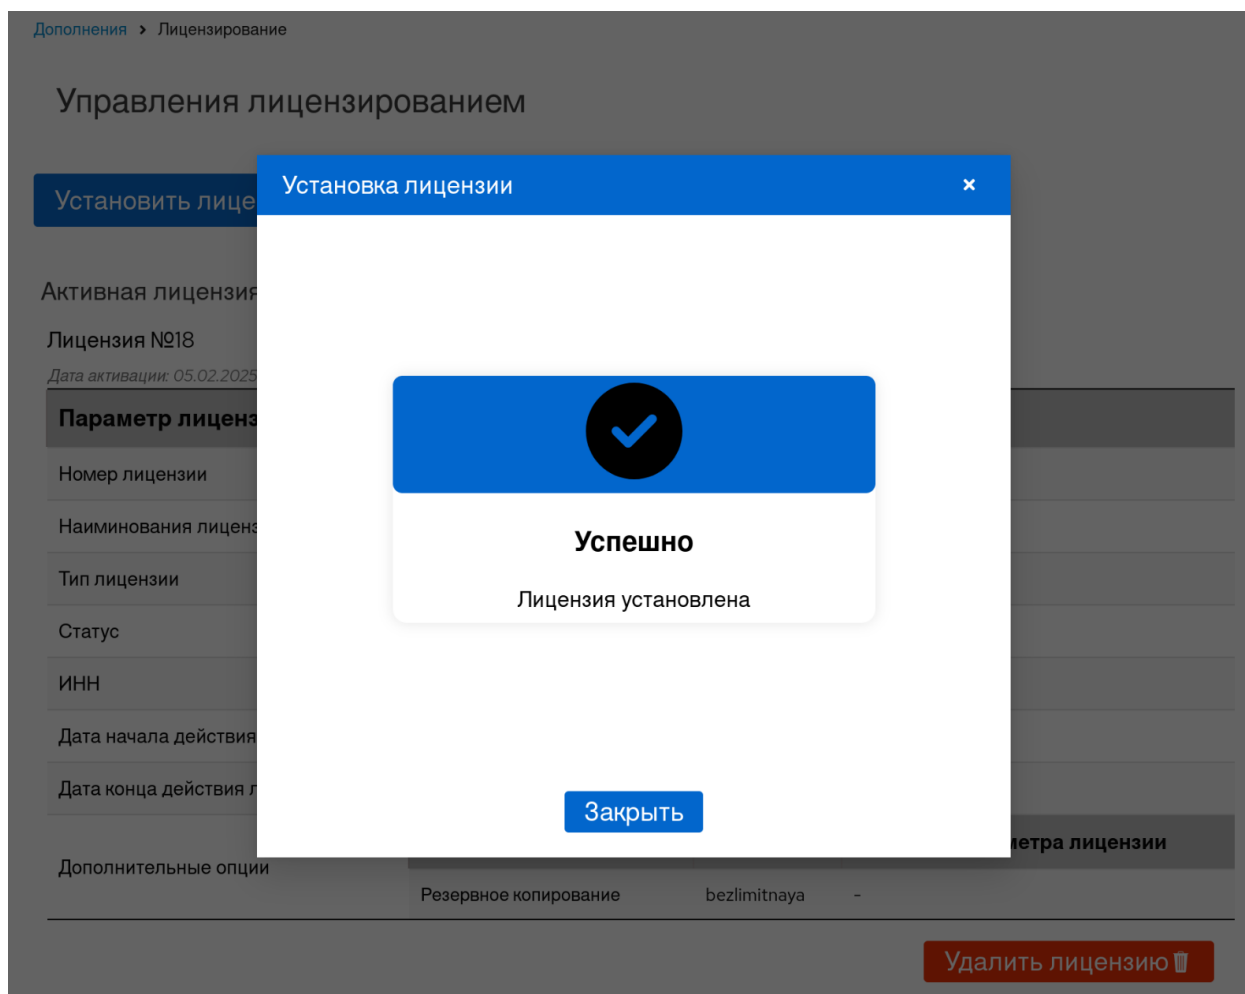 Дополнения > Лицензирование
Управления лицензированием
Установка лицензии ×
Установить лице
Активная лицензия
Лицензия №18
Дата активации: 05.02.2025
Параметр лиценз
Номер лицензии
Наиминования лиценз
Успешно
Тип лицензии
Лицензия установлена
Статус
ИНН
Дата начала действия
Дата конца действия л
Закрыть
метра лицензии
Дополнительные опции
Резервное копирование bezlimitnaya -
Удалить лицензию